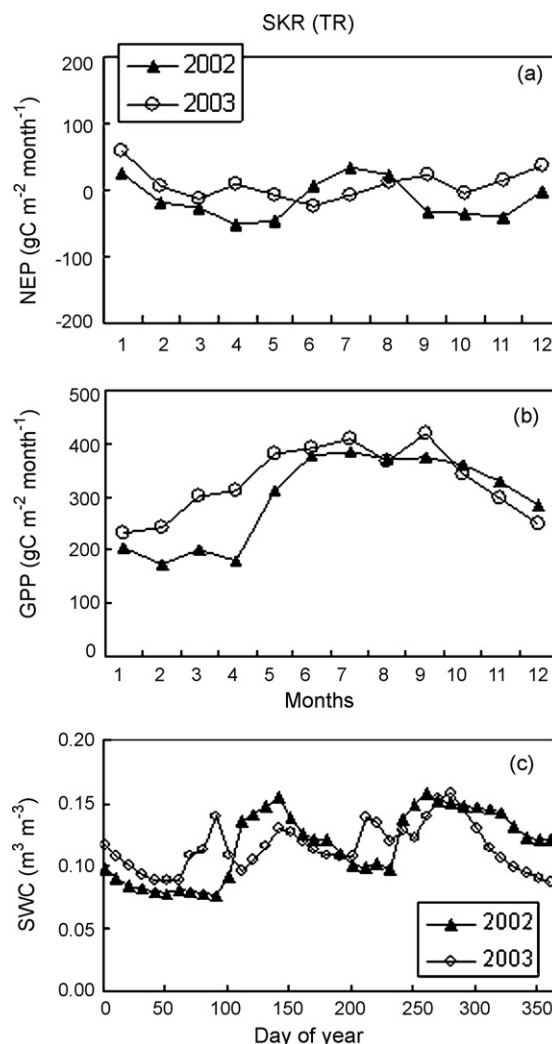 SKR (TR)
2002
2003
(a)
NEP (gC m⁻² month⁻¹)
200
100
0
-100
-200
1 2 3 4 5 6 7 8 9 10 11 12
(b)
GPP (gC m⁻² month⁻¹)
500
400
300
200
100
0
1 2 3 4 5 6 7 8 9 10 11 12
Months
(c)
SWC (m³ m⁻³)
0.20
0.15
0.10
0.05
0.00
2002
2003
0 50 100 150 200 250 300 350
Day of year